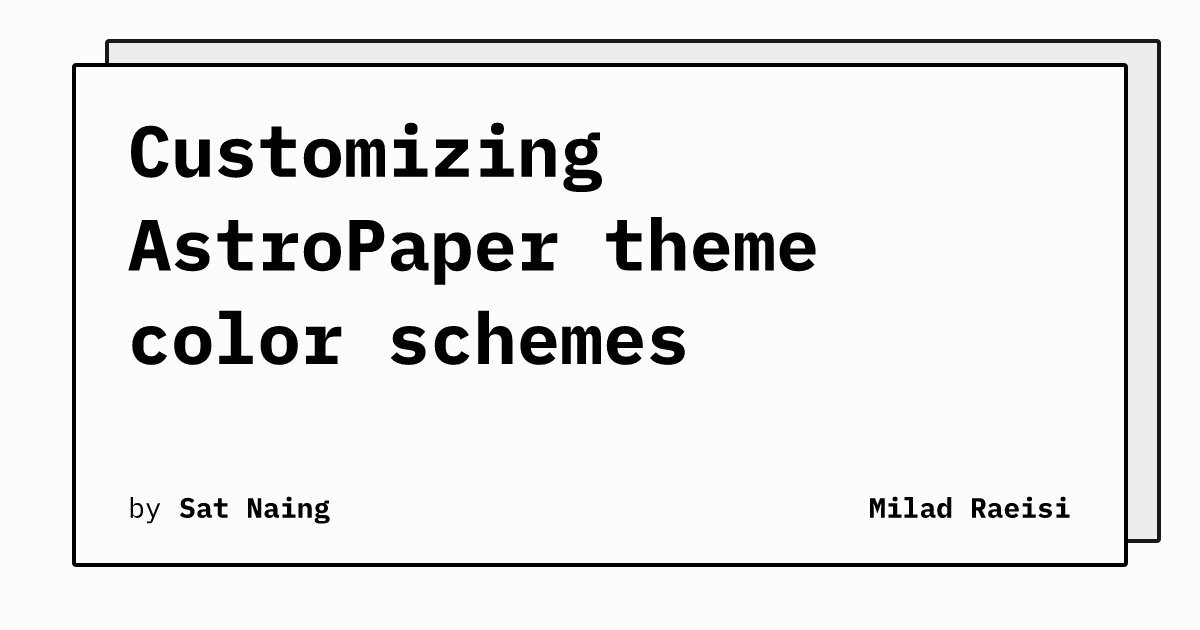 Customizing
AstroPaper theme
color schemes
by Sat Naing
Milad Raeisi